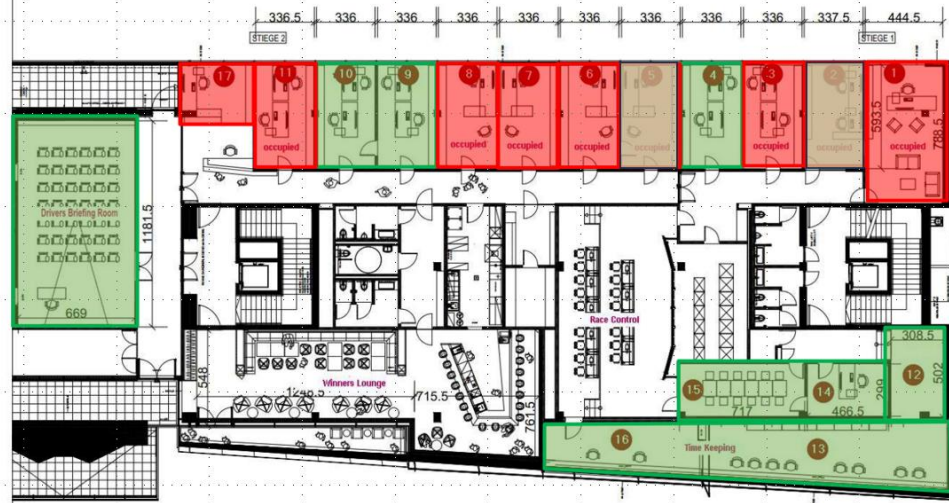 336.5 336 336 336 336 336 336 336 336 337.5 444.5
STIEGE 2 STIEGE 1
17 11 10 9 8 7 6 5 4 3 2 1
593.5
788.5
occupied occupied occupied occupied occupied occupied occupied occupied
Drivers Briefing Room
1181.5
669
Race Control
308.5
548
Winners Lounge
1248.5
715.5
761.5
15 14 12
502
299
717 466.5
16 Time Keeping 13